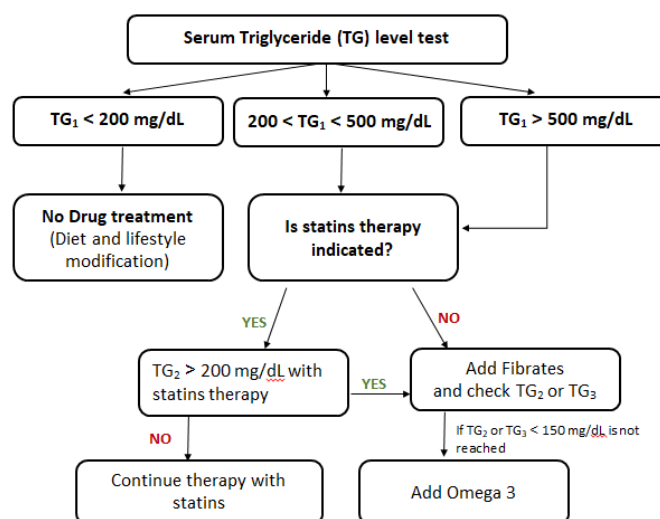 Serum Triglyceride (TG) level test
TG₁ < 200 mg/dL
200 < TG₁ < 500 mg/dL
TG₁ > 500 mg/dL
No Drug treatment
(Diet and lifestyle
modification)
Is statins therapy
indicated?
YES
NO
TG₂ > 200 mg/dL with
statins therapy
YES
Add Fibrates
and check TG₂ or TG₃
NO
If TG₂ or TG₃ < 150 mg/dL is not
reached
Continue therapy with
statins
Add Omega 3